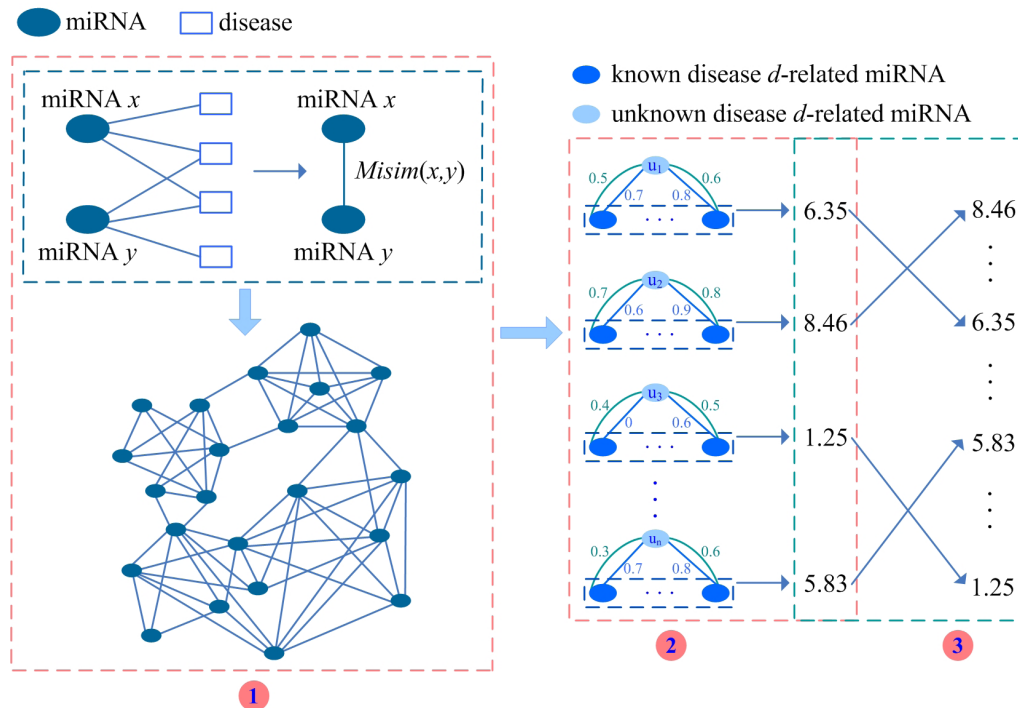 miRNA disease
miRNA x miRNA x
Misim(x,y)
miRNA y miRNA y
1
known disease d-related miRNA
unknown disease d-related miRNA
u1
0.5 0.7 0.8 0.6
. . .
6.35 8.46
u2
0.7 0.6 0.9 0.8
. . .
8.46 6.35
u3
0.4 0 0.6 0.5
. . .
1.25 5.83
un
0.3 0.7 0.8 0.6
. . .
5.83 1.25
2 3